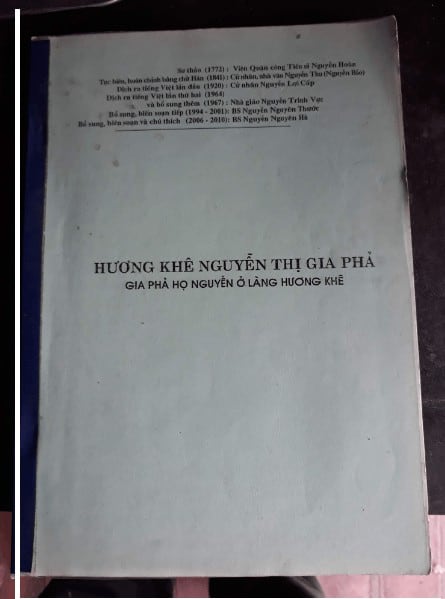 Sơ thảo (1772) : Viên Quận công Tiến sĩ Nguyễn Hoàn
Tục biên, hoàn chỉnh bằng chữ Hán (1841) : Cử nhân, nhà văn Nguyễn Thu (Nguyễn Bảo)
Dịch ra tiếng Việt lần đầu (1920) : Cử nhân Nguyễn Lợi Cấp
Dịch ra tiếng Việt lần thứ hai (1964)
và bổ sung thêm (1967) : Nhà giáo Nguyễn Trinh Vực
Bổ sung, biên soạn tiếp (1994 - 2001): BS Nguyễn Nguyên Thước
Bổ sung, biên soạn và chú thích (2006 - 2010): BS Nguyễn Nguyên Hà
HƯƠNG KHÊ NGUYỄN THỊ GIA PHẢ
GIA PHẢ HỌ NGUYỄN Ở LÀNG HƯƠNG KHÊ